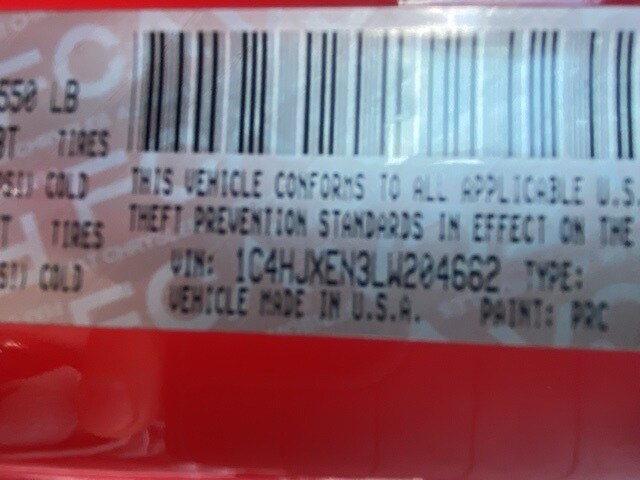 550 LB
TIRES
COLD
THIS VEHICLE CONFORMS TO ALL APPLICABLE U.S.
TIRES
THEFT PREVENTION STANDARDS IN EFFECT ON THE
COLD
VIN: 1C4HJXEN3LW204662 TYPE:
VEHICLE MADE IN U.S.A. PAINT: PRC